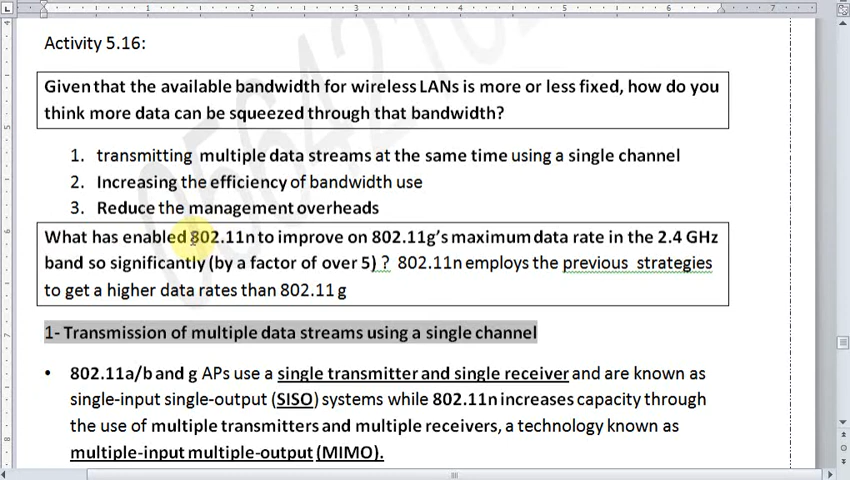 Activity 5.16:
Given that the available bandwidth for wireless LANs is more or less fixed, how do you
think more data can be squeezed through that bandwidth?
1. transmitting multiple data streams at the same time using a single channel
2. Increasing the efficiency of bandwidth use
3. Reduce the management overheads
What has enabled 802.11n to improve on 802.11g's maximum data rate in the 2.4 GHz
band so significantly (by a factor of over 5) ? 802.11n employs the previous strategies
to get a higher data rates than 802.11 g
1- Transmission of multiple data streams using a single channel
• 802.11a/b and g APs use a single transmitter and single receiver and are known as
single-input single-output (SISO) systems while 802.11n increases capacity through
the use of multiple transmitters and multiple receivers, a technology known as
multiple-input multiple-output (MIMO).